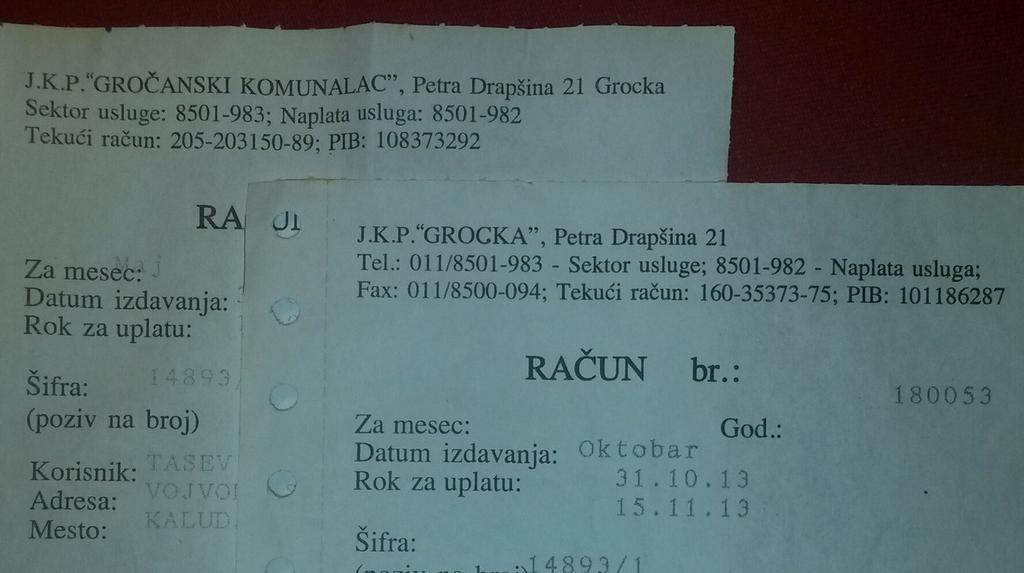 J.K.P."GROČANSKI KOMUNALAC", Petra Drapšina 21 Grocka
Sektor usluge: 8501-983; Naplata usluga: 8501-982
Tekući račun: 205-203150-89; PIB: 108373292
RA
Za mesec: Maj
Datum izdavanja:
Rok za uplatu:
Šifra: 14893/
(poziv na broj)
Korisnik: TASEV
Adresa: VOJVO
Mesto: KALUD
J.K.P."GROCKA", Petra Drapšina 21
Tel.: 011/8501-983 - Sektor usluge; 8501-982 - Naplata usluga;
Fax: 011/8500-094; Tekući račun: 160-35373-75; PIB: 101186287
RAČUN br.:
180053
Za mesec: God.:
Datum izdavanja: Oktobar
Rok za uplatu: 31.10.13
15.11.13
Šifra:
(poziv na broj) 14893/1